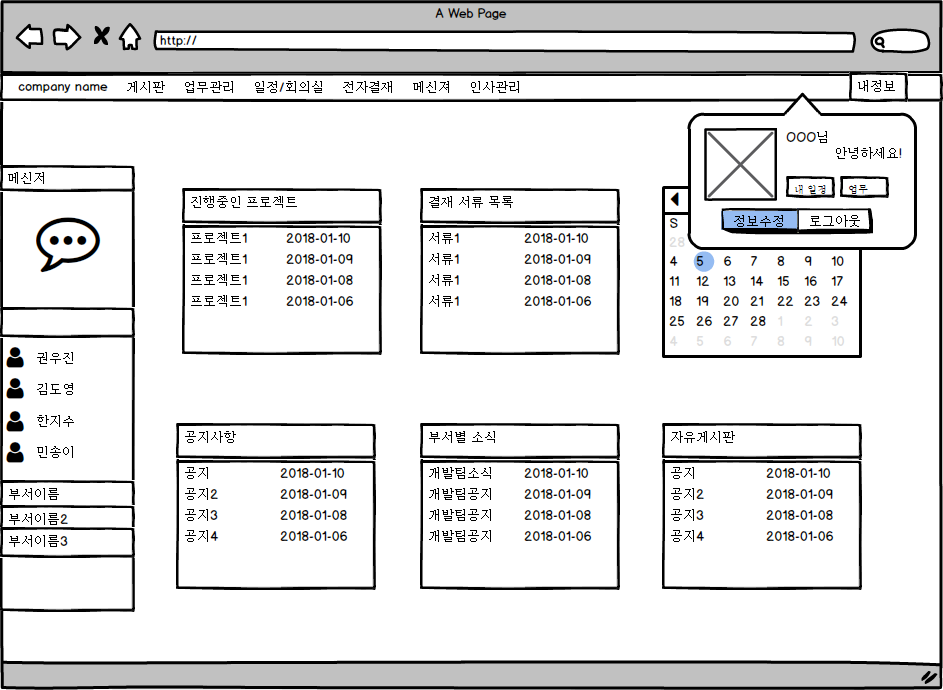 A Web Page
http://
company name 게시판 업무관리 일정/회의실 전자결재 메신져 인사관리 내정보
OOO님
안녕하세요!
내 일정 업무
정보수정 로그아웃
메신저
권우진
김도영
한지수
민송이
부서이름
부서이름2
부서이름3
진행중인 프로젝트
프로젝트1 2018-01-10
프로젝트1 2018-01-09
프로젝트1 2018-01-08
프로젝트1 2018-01-06
결재 서류 목록
서류1 2018-01-10
서류1 2018-01-09
서류1 2018-01-08
서류1 2018-01-06
S
28
4 5 6 7 8 9 10
11 12 13 14 15 16 17
18 19 20 21 22 23 24
25 26 27 28 1 2 3
4 5 6 7 8 9 10
공지사항
공지 2018-01-10
공지2 2018-01-09
공지3 2018-01-08
공지4 2018-01-06
부서별 소식
개발팀소식 2018-01-10
개발팀공지 2018-01-09
개발팀공지 2018-01-08
개발팀공지 2018-01-06
자유게시판
공지 2018-01-10
공지2 2018-01-09
공지3 2018-01-08
공지4 2018-01-06